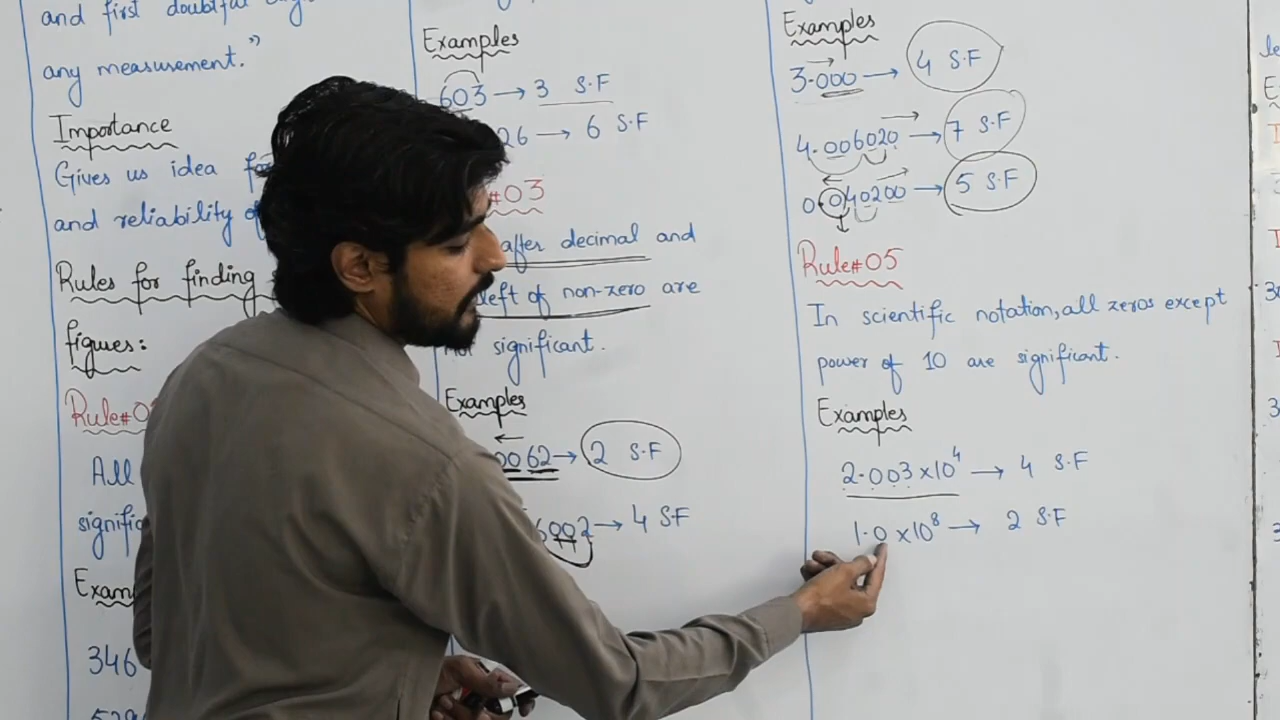 and first doubtful
any measurement."
Importance
Gives us idea for
and reliability of
Rules for finding
figures:
Rule#0
All
signific
Exam
346
Examples
603 → 3 S.F
26 → 6 S.F
#03
after decimal and
left of non-zero are
not significant.
Examples
0062 → 2 S.F
6002 → 4 S.F
Examples
3.000 → 4 S.F
4.006020 → 7 S.F
0.040200 → 5 S.F
Rule#05
In scientific notation, all zeros except
power of 10 are significant.
Examples
2.003 ×10⁴ → 4 S.F
1.0 ×10⁸ → 2 S.F